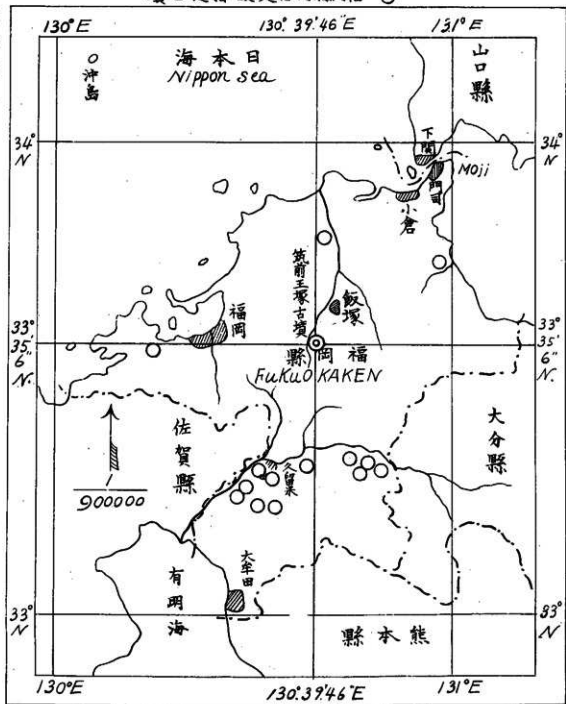 130°E
130°39'46"E
131°E
日本海
Nippon sea
沖島
山口縣
34°
N
34°
N
下関
Moji
門司
小倉
筑前王塚古墳
飯塚
福岡
33°
35'
6"
N.
33°
35'
6"
N.
福岡縣
FUKUOKAKEN
佐賀縣
大分縣
1
900000
久留米
大牟田
有明海
33°
N
83°
N
熊本縣
130°E
130°39'46"E
131°E